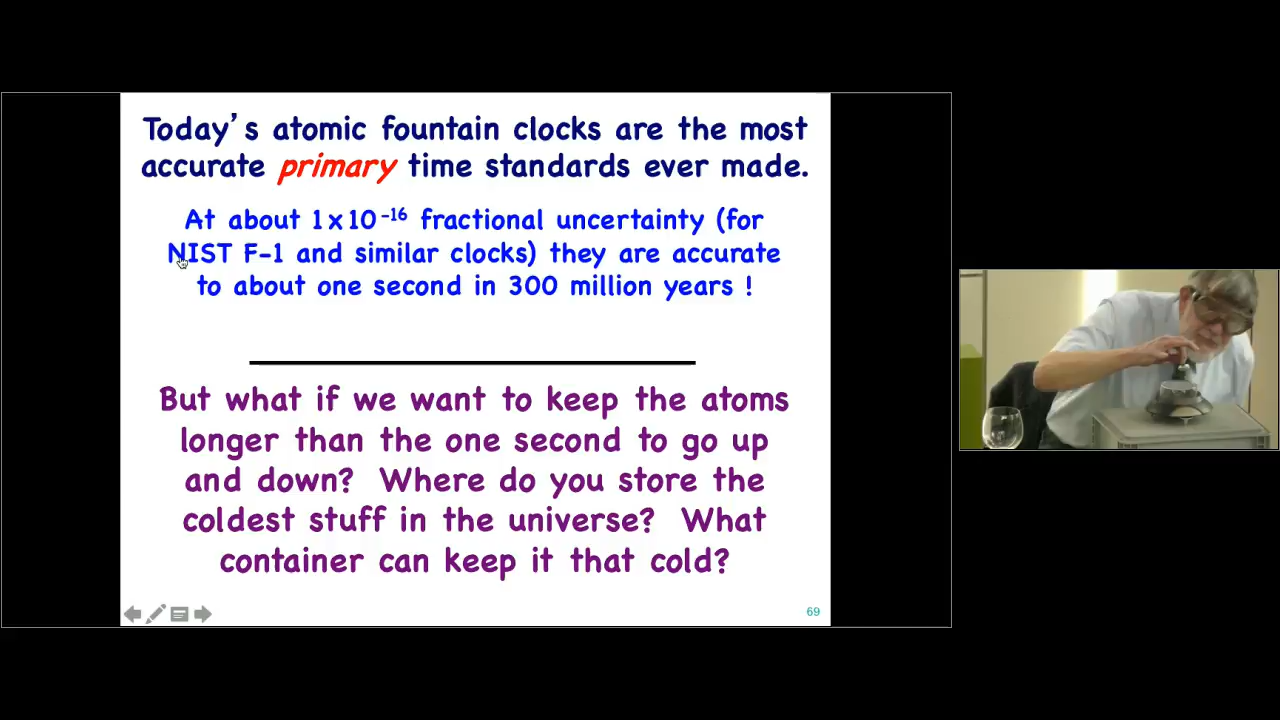 Today's atomic fountain clocks are the most
accurate primary time standards ever made.
At about 1x10⁻¹⁶ fractional uncertainty (for
NIST F-1 and similar clocks) they are accurate
to about one second in 300 million years !
But what if we want to keep the atoms
longer than the one second to go up
and down? Where do you store the
coldest stuff in the universe? What
container can keep it that cold?
69